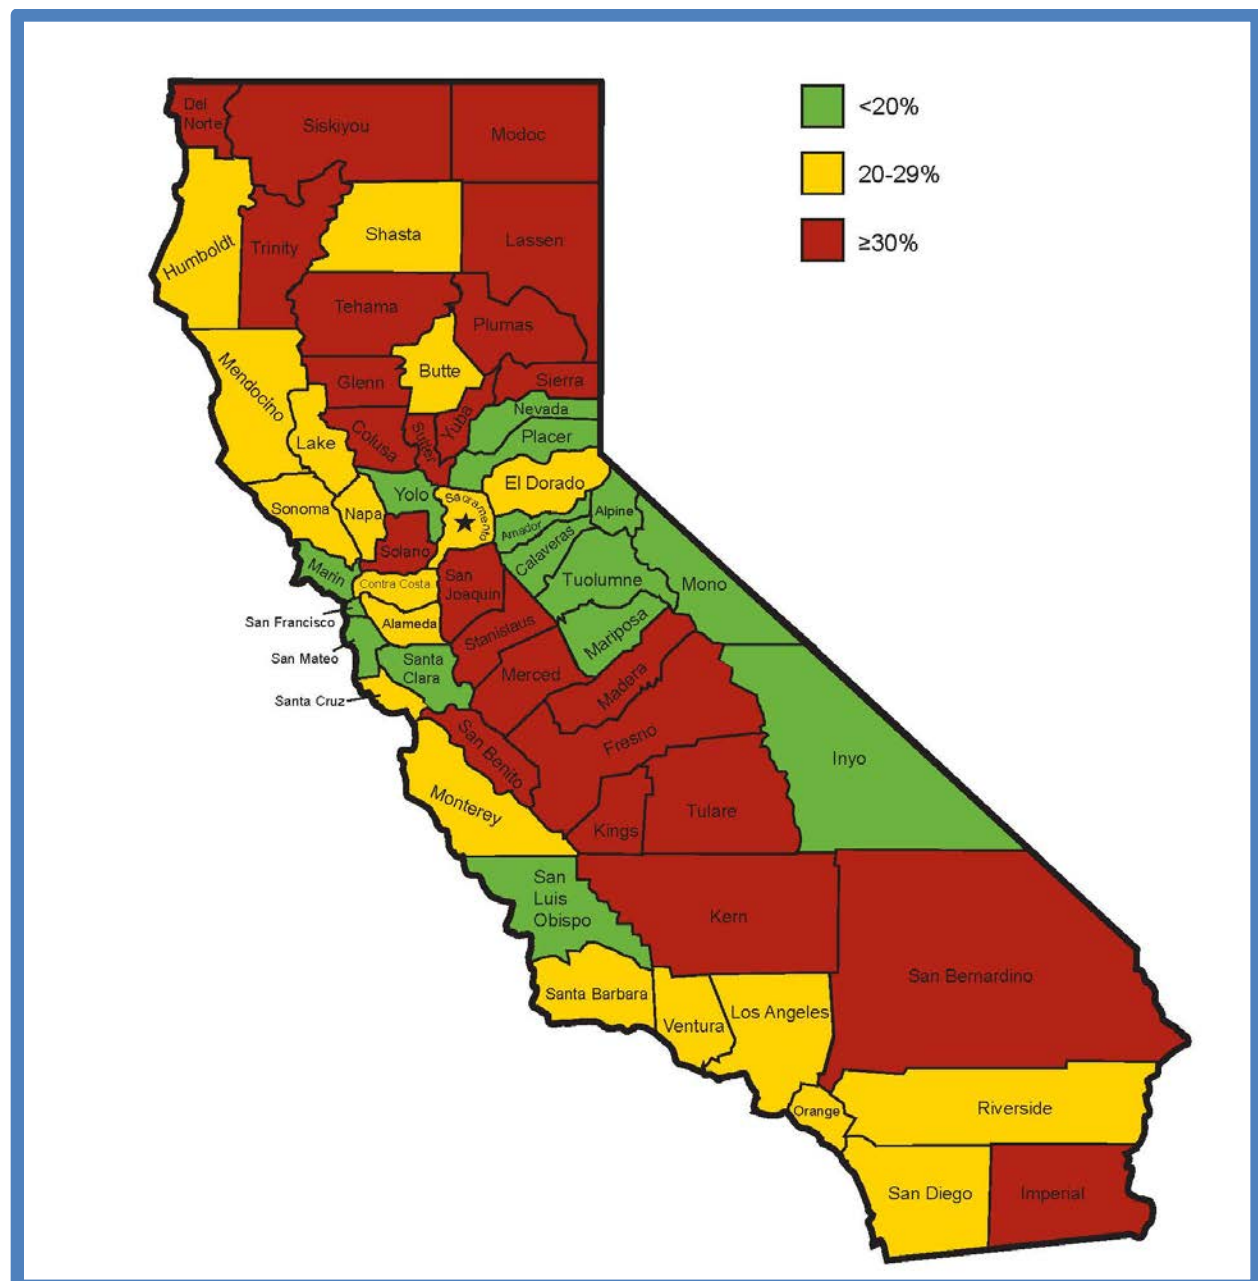 <20%
20-29%
≥30%
Del
Norte
Siskiyou
Modoc
Humboldt
Trinity
Shasta
Lassen
Tehama
Plumas
Mendocino
Glenn
Butte
Sierra
Lake
Colusa
Sutter
Yuba
Nevada
Placer
El Dorado
Sonoma
Napa
Yolo
Sacramento
Amador
Alpine
Calaveras
Marin
Solano
Contra Costa
San
Joaquin
Tuolumne
Mono
San Francisco
Alameda
Stanislaus
Mariposa
San Mateo
Santa
Clara
Merced
Madera
Santa Cruz
San Benito
Fresno
Inyo
Monterey
Kings
Tulare
San
Luis
Obispo
Kern
San Bernardino
Santa Barbara
Ventura
Los Angeles
Orange
Riverside
San Diego
Imperial